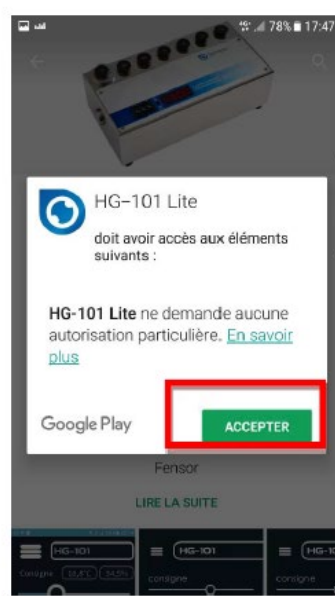 78% 17:47
HG-101 Lite
doit avoir accès aux éléments
suivants :
HG-101 Lite ne demande aucune
autorisation particulière. En savoir
plus
Google Play
ACCEPTER
Fensor
LIRE LA SUITE
HG-101
HG-101
HG-10
Consigne
consigne
consigne